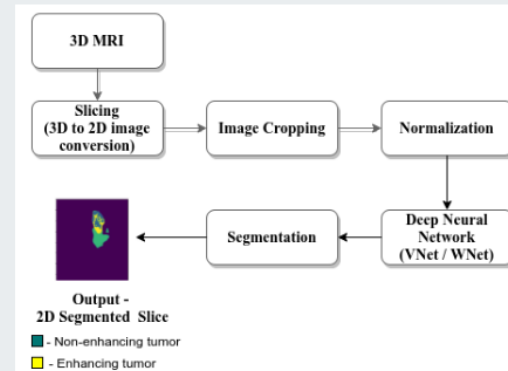 3D MRI
Slicing
(3D to 2D image
conversion)
Image Cropping
Normalization
Deep Neural
Network
(VNet / WNet)
Segmentation
Output -
2D Segmented Slice
- Non-enhancing tumor
- Enhancing tumor